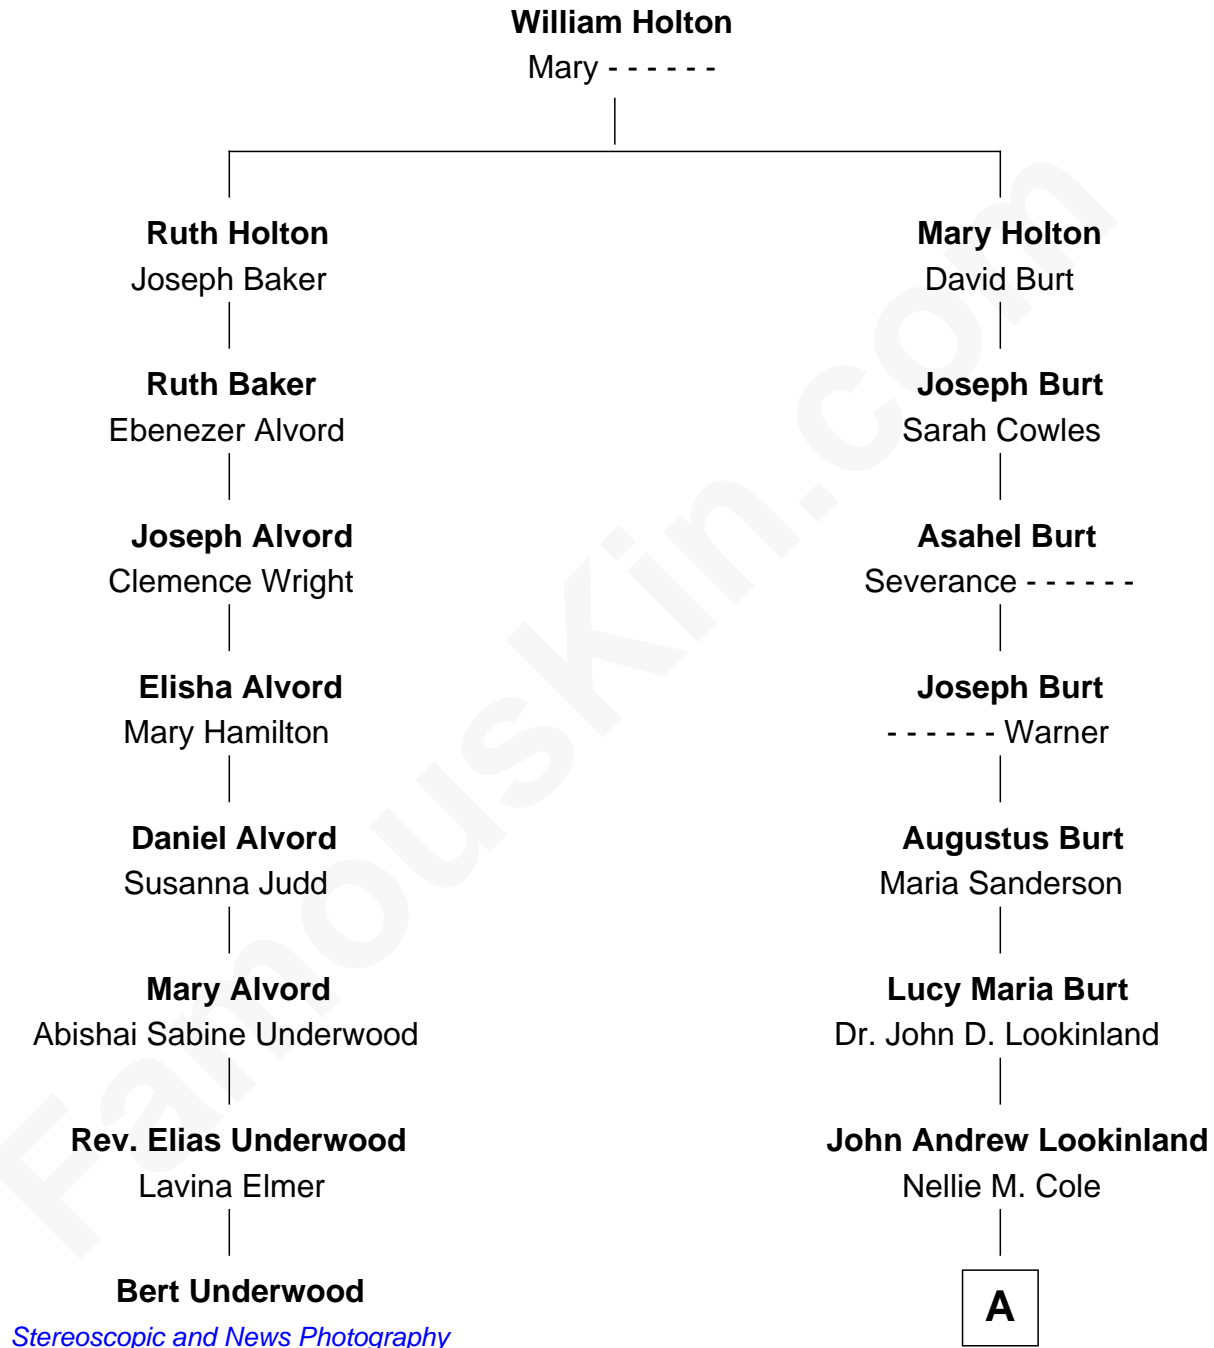 William Holton
Mary - - - - - -
Ruth Holton
Joseph Baker
Mary Holton
David Burt
Ruth Baker
Ebenezer Alvord
Joseph Burt
Sarah Cowles
Joseph Alvord
Clemence Wright
Asahel Burt
Severance - - - - - -
Elisha Alvord
Mary Hamilton
Joseph Burt
- - - - - - Warner
Daniel Alvord
Susanna Judd
Augustus Burt
Maria Sanderson
Mary Alvord
Abishai Sabine Underwood
Lucy Maria Burt
Dr. John D. Lookinland
Rev. Elias Underwood
Lavina Elmer
John Andrew Lookinland
Nellie M. Cole
Bert Underwood
Stereoscopic and News Photography
A
FamousKin.com